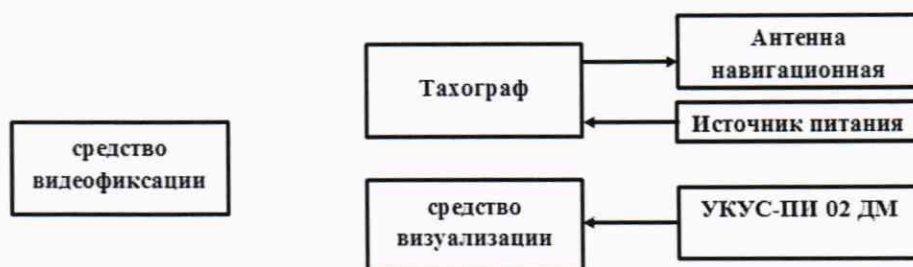 Антенна
навигационная
Тахограф
Источник питания
средство
видеофиксации
средство
визуализации
УКУС-ПИ 02 ДМ